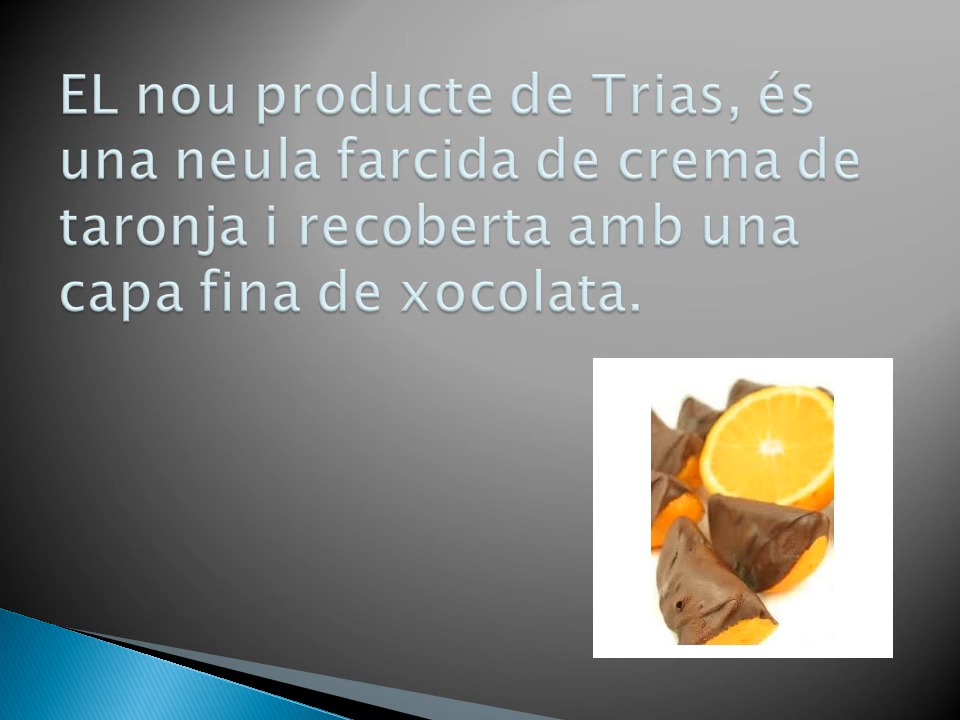 EL nou producte de Trias, és
una neula farcida de crema de
taronja i recoberta amb una
capa fina de xocolata.